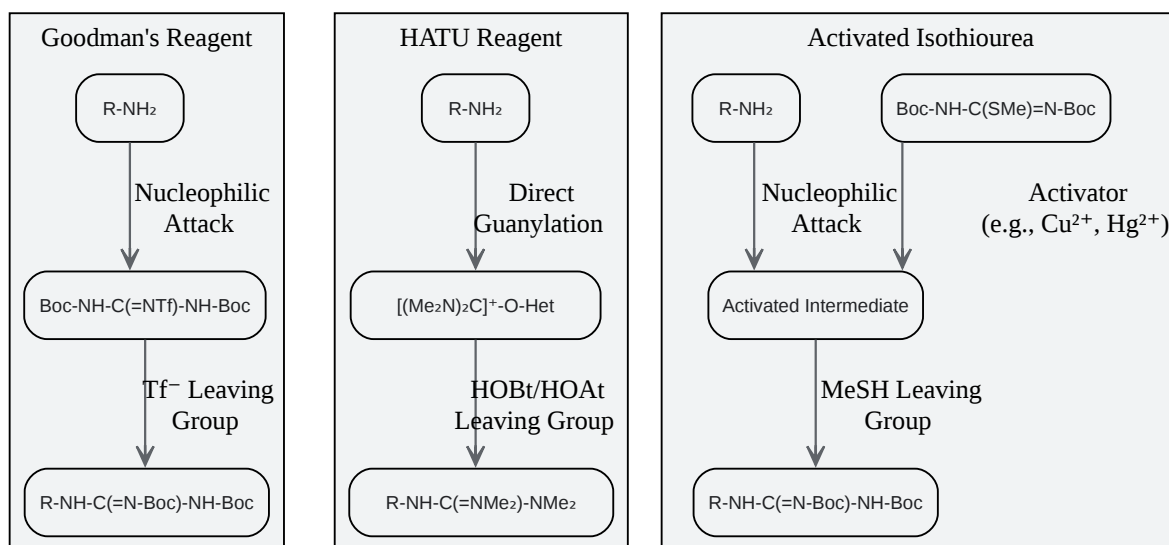 Goodman's Reagent
R-NH₂
Nucleophilic
Attack
Boc-NH-C(=NTf)-NH-Boc
Tf⁻ Leaving
Group
R-NH-C(=N-Boc)-NH-Boc
HATU Reagent
R-NH₂
Direct
Guanylation
[(Me₂N)₂C]⁺-O-Het
HOBt/HOAt
Leaving Group
R-NH-C(=NMe₂)-NMe₂
Activated Isothiourea
R-NH₂
Boc-NH-C(SMe)=N-Boc
Nucleophilic
Attack
Activator
(e.g., Cu²⁺, Hg²⁺)
Activated Intermediate
MeSH Leaving
Group
R-NH-C(=N-Boc)-NH-Boc